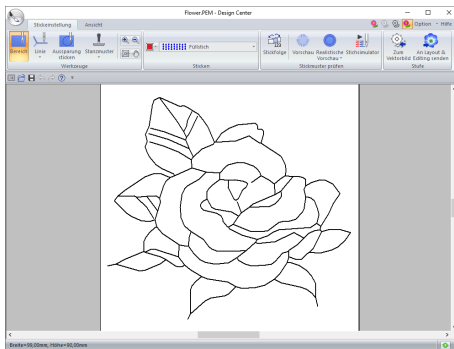 Flower.PEM - Design Center
Stickeinstellung Ansicht Option Hilfe
Bereich Linie Aussparung sticken Stanzmuster
Füllstich
Stickfolge Vorschau Realistische Vorschau Stichsimulator
Zum Vektorbild An Layout & Editing senden
Werkzeuge Sticken Stickmuster prüfen Stufe
Breite=90,00mm, Höhe=80,00mm